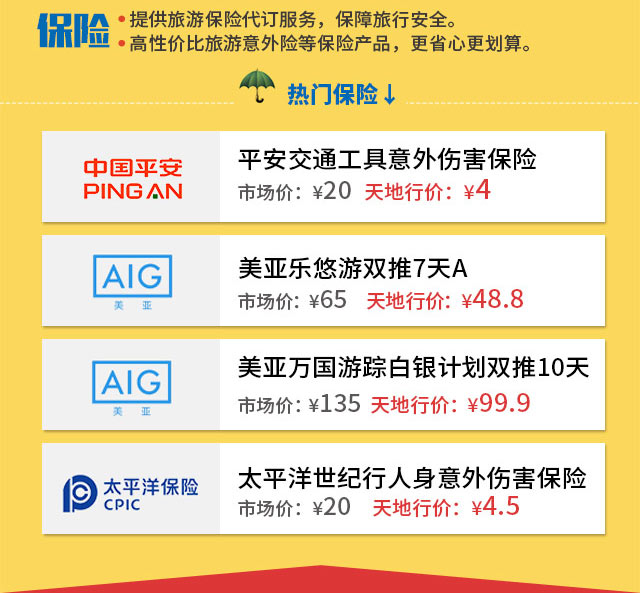 保险
•提供旅游保险代订服务，保障旅行安全。
•高性价比旅游意外险等保险产品，更省心更划算。
热门保险↓
中国平安
PING AN
平安交通工具意外伤害保险
市场价：¥20 天地行价：¥4
AIG
美亚
美亚乐悠游双推7天A
市场价：¥65 天地行价：¥48.8
AIG
美亚
美亚万国游踪白银计划双推10天
市场价：¥135 天地行价：¥99.9
太平洋保险
CPIC
太平洋世纪行人身意外伤害保险
市场价：¥20 天地行价：¥4.5